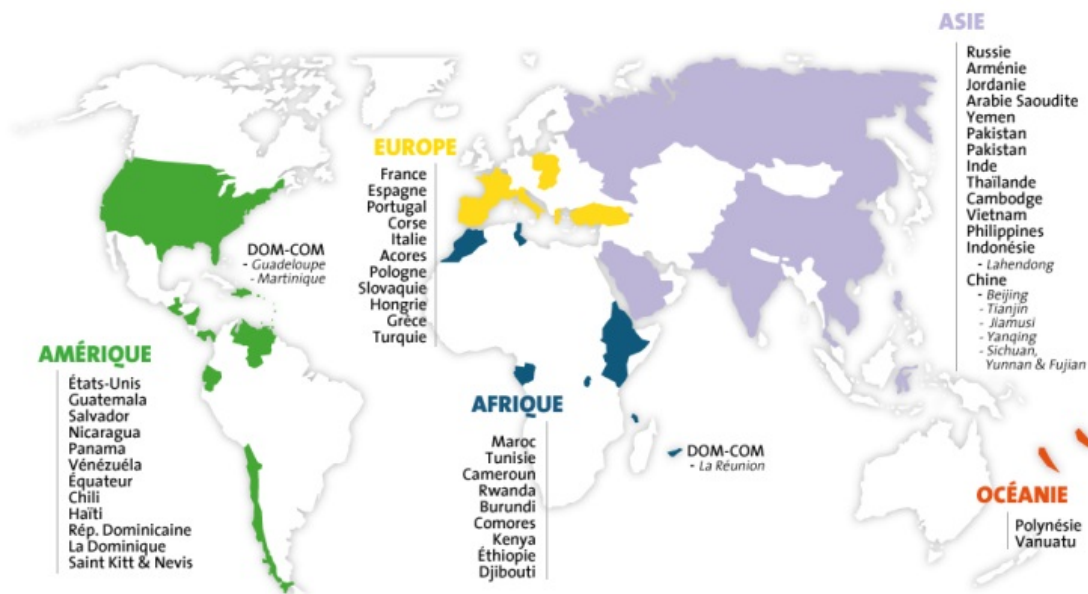 ASIE
Russie
Arménie
Jordanie
Arabie Saoudite
Yemen
Pakistan
Pakistan
Inde
Thaïlande
Cambodge
Vietnam
Philippines
Indonésie
- Lahendong
Chine
- Beijing
- Tianjin
- Jiamusi
- Yanqing
- Sichuan,
Yunnan & Fujian
EUROPE
France
Espagne
Portugal
Corse
Italie
Acores
Pologne
Slovaquie
Hongrie
Grèce
Turquie
DOM-COM
- Guadeloupe
- Martinique
AMÉRIQUE
États-Unis
Guatemala
Salvador
Nicaragua
Panama
Vénézuéla
Équateur
Chili
Haïti
Rép. Dominicaine
La Dominique
Saint Kitt & Nevis
AFRIQUE
Maroc
Tunisie
Cameroun
Rwanda
Burundi
Comores
Kenya
Éthiopie
Djibouti
DOM-COM
- La Réunion
OCÉANIE
Polynésie
Vanuatu